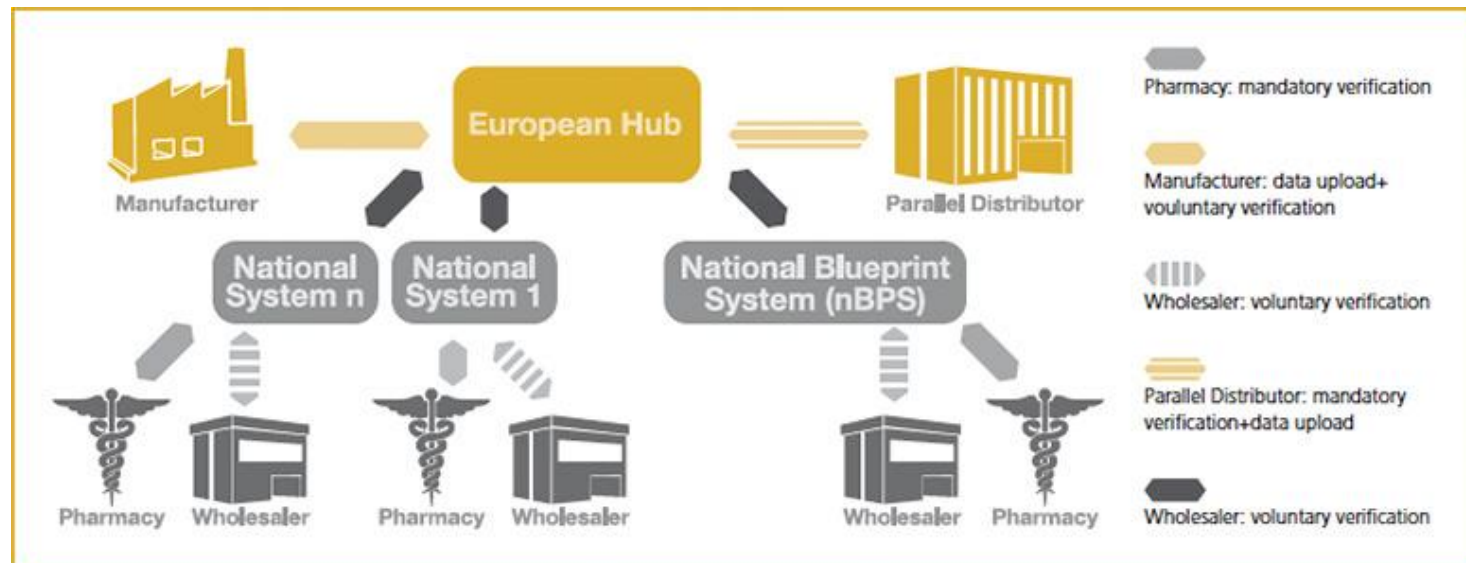 European Hub
Manufacturer
Parallel Distributor
National
System n
National
System 1
National Blueprint
System (nBPS)
Pharmacy
Wholesaler
Pharmacy
Wholesaler
Wholesaler
Pharmacy
Pharmacy: mandatory verification
Manufacturer: data upload+
vouluntary verification
Wholesaler: voluntary verification
Parallel Distributor: mandatory
verification+data upload
Wholesaler: voluntary verification